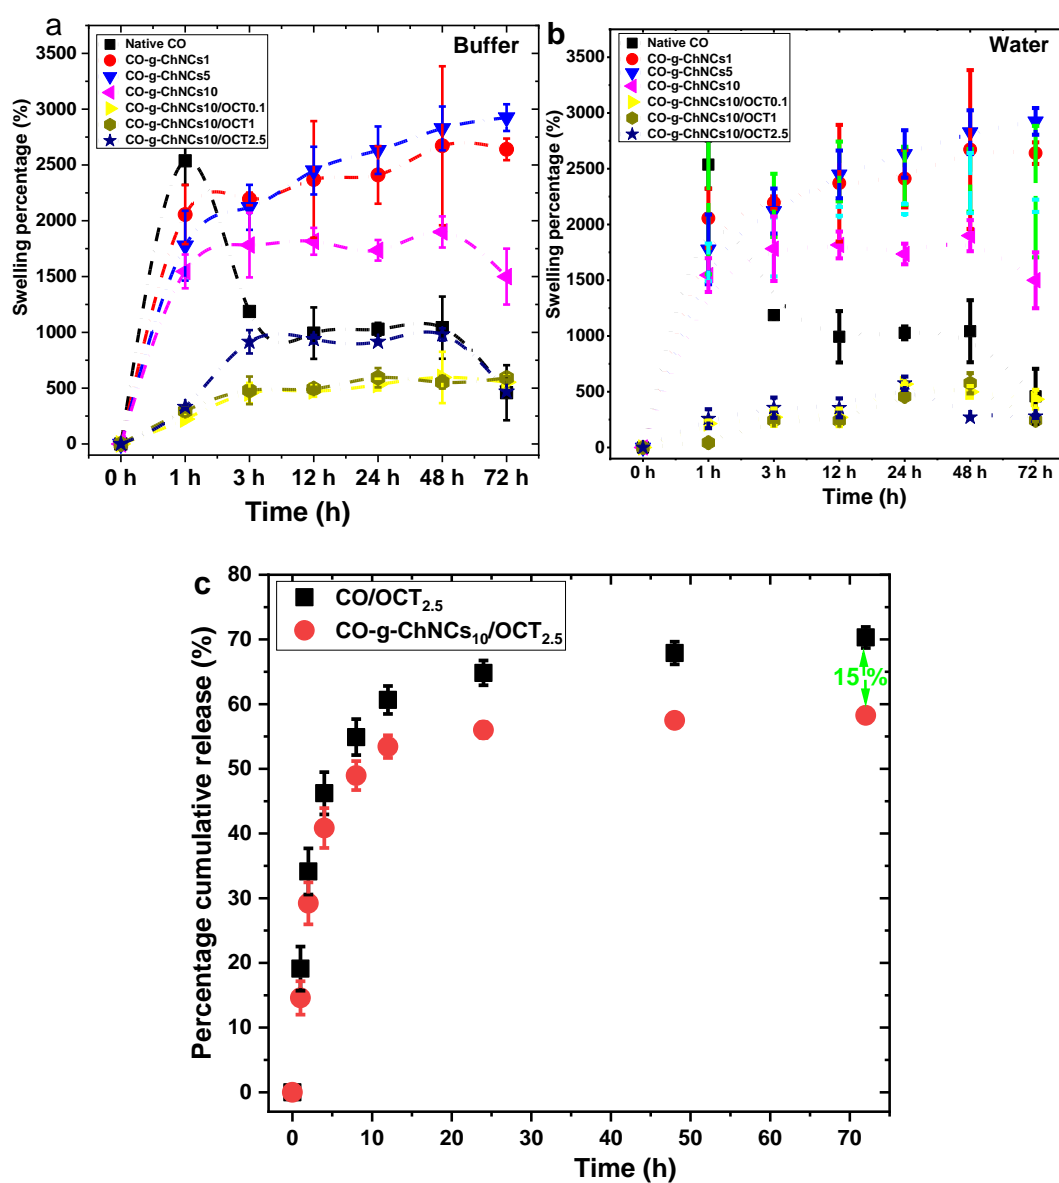 a
Buffer
Native CO
CO-g-ChNCs1
CO-g-ChNCs5
CO-g-ChNCs10
CO-g-ChNCs10/OCT0.1
CO-g-ChNCs10/OCT1
CO-g-ChNCs10/OCT2.5
Swelling percentage (%)
3500
3000
2500
2000
1500
1000
500
0
0 h 1 h 3 h 12 h 24 h 48 h 72 h
Time (h)
b
Water
Native CO
CO-g-ChNCs1
CO-g-ChNCs5
CO-g-ChNCs10
CO-g-ChNCs10/OCT0.1
CO-g-ChNCs10/OCT1
CO-g-ChNCs10/OCT2.5
Swelling percentage (%)
3500
3000
2500
2000
1500
1000
500
0
0 h 1 h 3 h 12 h 24 h 48 h 72 h
Time (h)
c
CO/OCT2.5
CO-g-ChNCs10/OCT2.5
15 %
Percentage cumulative release (%)
80
70
60
50
40
30
20
10
0
0 10 20 30 40 50 60 70
Time (h)